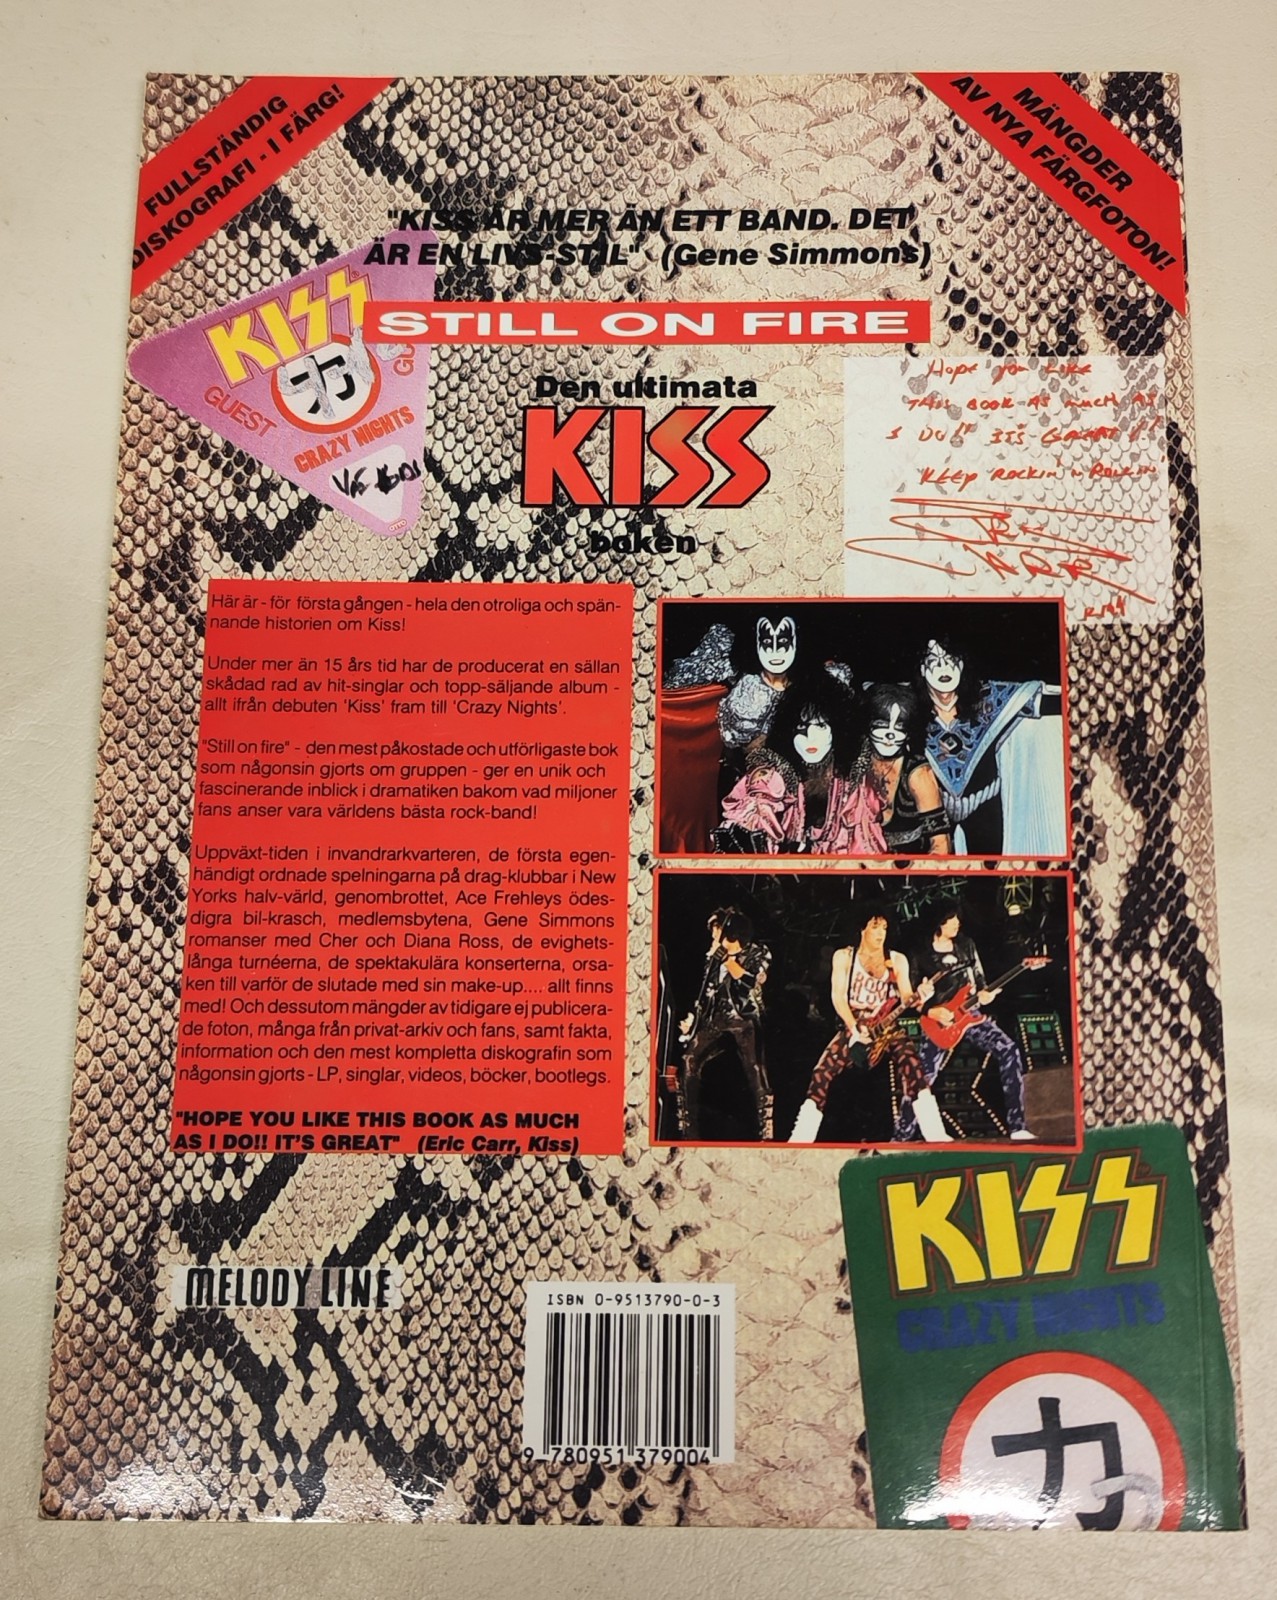 FULLSTÄNDIG
DISKOGRAFI - I FÄRG!
MÄNGDER
AV NYA FÄRGFOTON!
"KISS ÄR MER ÄN ETT BAND. DET
ÄR EN LIVS-STIL" (Gene Simmons)
KISS
GUEST
GU
CRAZY NIGHTS
OTTO
STILL ON FIRE
Den ultimata
KISS
boken
Hope you like
THIS BOOK AS MUCH AS
I DO!! IT'S GREAT!!
KEEP ROCKIN' N ROLLIN'
Här är - för första gången - hela den otroliga och spän-
nande historien om Kiss!
Under mer än 15 års tid har de producerat en sällan
skådad rad av hit-singlar och topp-säljande album -
allt ifrån debuten 'Kiss' fram till 'Crazy Nights'.
"Still on fire" - den mest påkostade och utförligaste bok
som någonsin gjorts om gruppen - ger en unik och
fascinerande inblick i dramatiken bakom vad miljoner
fans anser vara världens bästa rock-band!
Uppväxt-tiden i invandrarkvarteren, de första egen-
händigt ordnade spelningarna på drag-klubbar i New
Yorks halv-värld, genombrottet, Ace Frehleys ödes-
digra bil-krasch, medlemsbytena, Gene Simmons
romanser med Cher och Diana Ross, de evighets-
långa turnéerna, de spektakulära konserterna, orsa-
ken till varför de slutade med sin make-up.... allt finns
med! Och dessutom mängder av tidigare ej publicera-
de foton, många från privat-arkiv och fans, samt fakta,
information och den mest kompletta diskografin som
någonsin gjorts - LP, singlar, videos, böcker, bootlegs.
"HOPE YOU LIKE THIS BOOK AS MUCH
AS I DO!! IT'S GREAT" (Eric Carr, Kiss)
MELODY LINE
ISBN 0-9513790-0-3
9 780951 379004
KISS
CRAZY NIGHTS
力